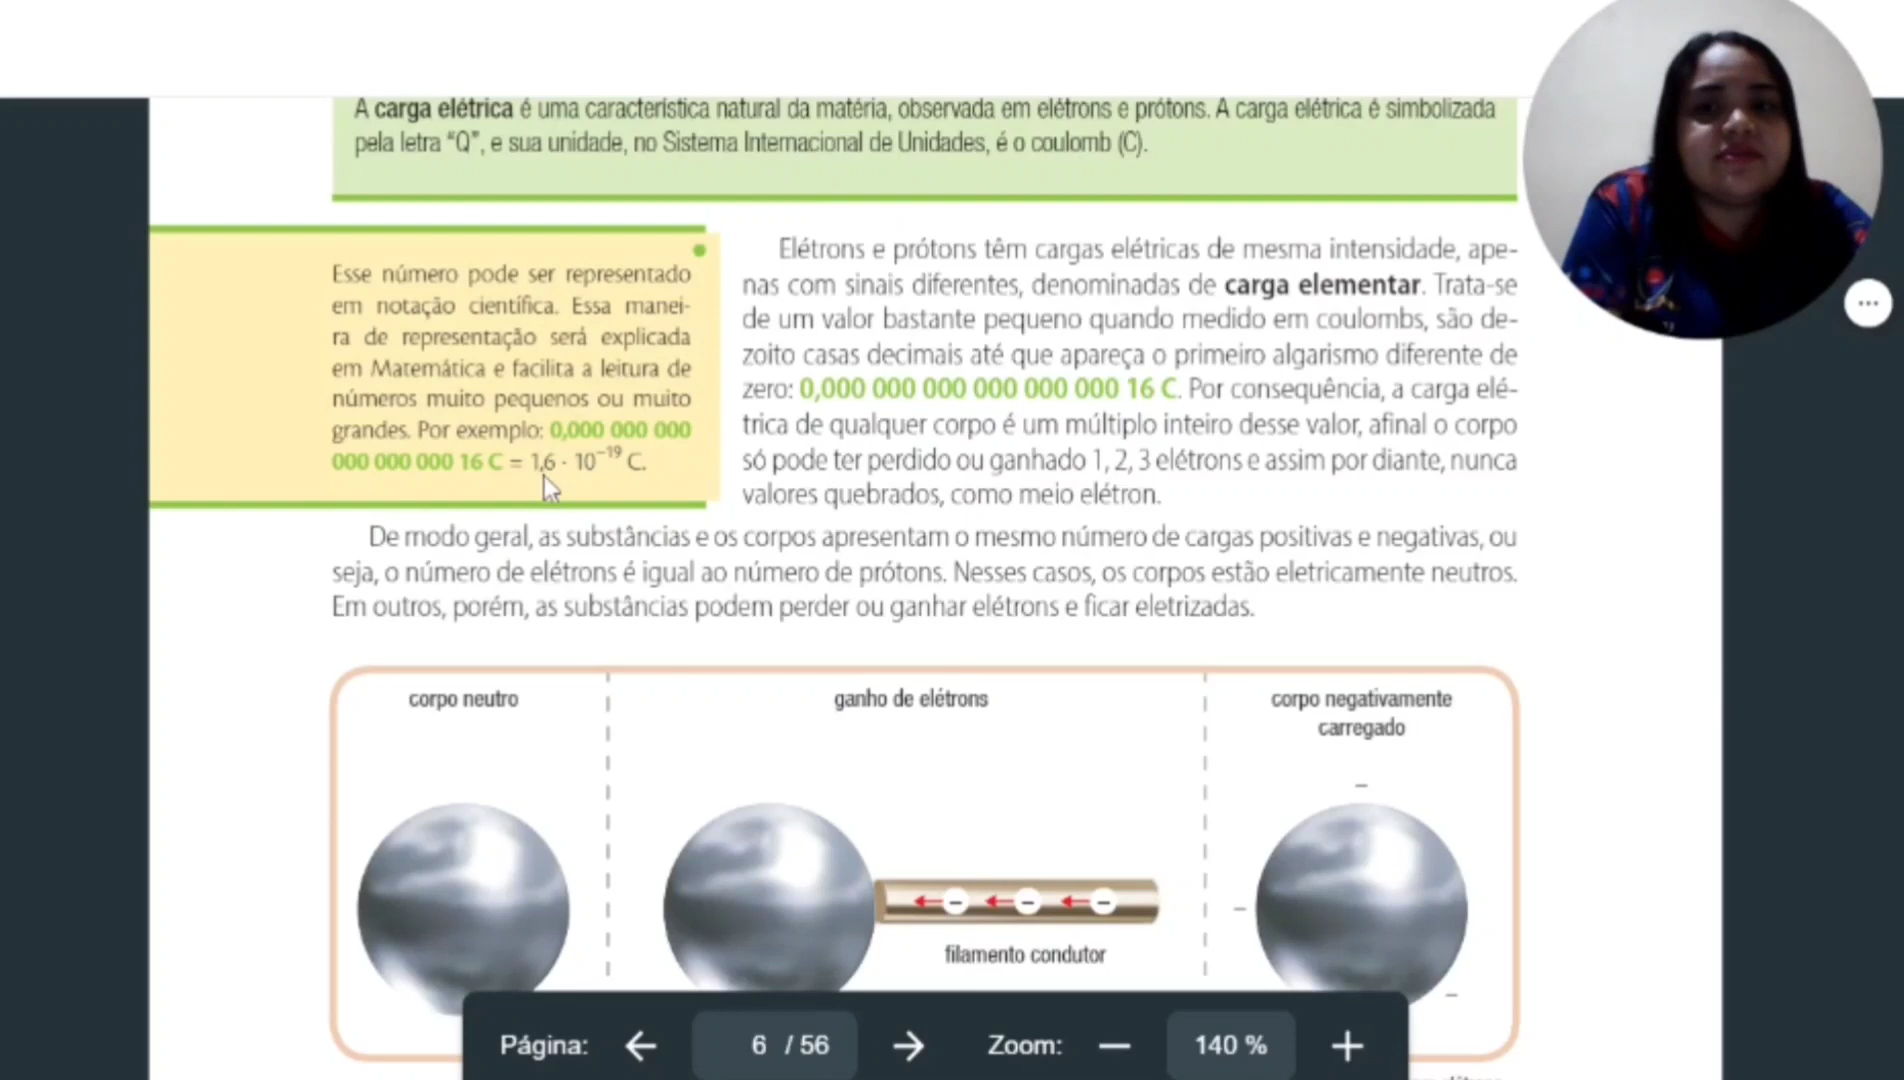 A carga elétrica é uma característica natural da matéria, observada em elétrons e prótons. A carga elétrica é simbolizada
pela letra "Q", e sua unidade, no Sistema Internacional de Unidades, é o coulomb (C).
Esse número pode ser representado
em notação científica. Essa manei-
ra de representação será explicada
em Matemática e facilita a leitura de
números muito pequenos ou muito
grandes. Por exemplo: 0,000 000 000
000 000 000 16 C = 1,6 · 10⁻¹⁹ C.
Elétrons e prótons têm cargas elétricas de mesma intensidade, ape-
nas com sinais diferentes, denominadas de carga elementar. Trata-se
de um valor bastante pequeno quando medido em coulombs, são de-
zoito casas decimais até que apareça o primeiro algarismo diferente de
zero: 0,000 000 000 000 000 000 16 C. Por consequência, a carga elé-
trica de qualquer corpo é um múltiplo inteiro desse valor, afinal o corpo
só pode ter perdido ou ganhado 1, 2, 3 elétrons e assim por diante, nunca
valores quebrados, como meio elétron.
De modo geral, as substâncias e os corpos apresentam o mesmo número de cargas positivas e negativas, ou
seja, o número de elétrons é igual ao número de prótons. Nesses casos, os corpos estão eletricamente neutros.
Em outros, porém, as substâncias podem perder ou ganhar elétrons e ficar eletrizadas.
corpo neutro
ganho de elétrons
corpo negativamente
carregado
filamento condutor
Página: 6 / 56 Zoom: 140 %